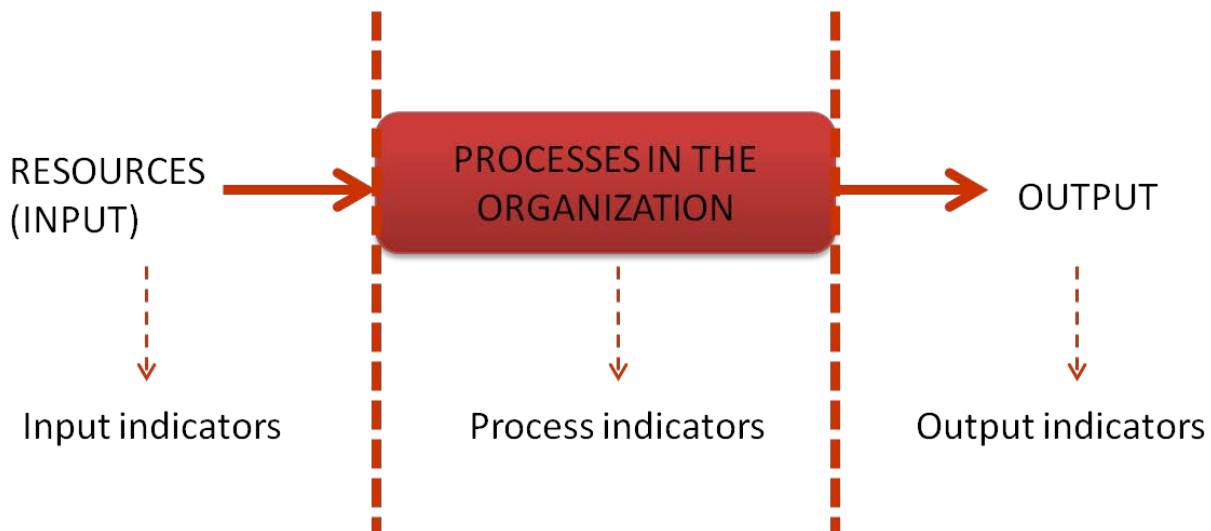 RESOURCES
(INPUT)
PROCESSES IN THE
ORGANIZATION
OUTPUT
Input indicators
Process indicators
Output indicators